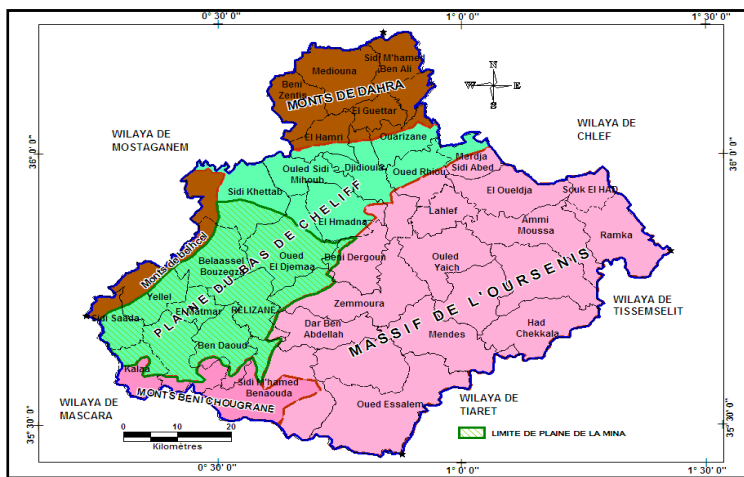 0° 30' 0''
1° 0' 0''
1° 30' 0''
N
W
E
S
Sidi M'hamed
Ben Ali
Mediouna
Beni
Zentis
MONTS DE DAHRA
El Guettar
WILAYA DE
MOSTAGANEM
WILAYA DE
CHLEF
El Hamri
Ouarizane
36° 0' 0''
36° 0' 0''
Merdja
Sidi Abed
Djidiouia
Ouled Sidi
Mihoub
Oued Rhiou
El Oueldja
Souk El HAD
Sidi Khettab
Lahlef
El Hmadna
Ammi
Moussa
Ramka
Monts de belhcel
PLAINE DU BAS DE CHELIFF
Beni Dergoun
Oued
El Djemaa
Belaassel
Bouzegza
Ouled
Yaich
MASSIF DE L'OURSENIS
Yellel
Zemmoura
WILAYA DE
TISSEMSELIT
Sidi Saada
El Matmar
RELIZANE
Dar Ben
Abdellah
Mendes
Had
Chekkala
Ben Daoud
Kalaa
Sidi M'hamed
Benaouda
MONTS BENI CHOUGRANE
Oued Essalem
WILAYA DE
MASCARA
WILAYA DE
TIARET
35° 30' 0''
35° 30' 0''
0 10 20
Kilomètres
LIMITE DE PLAINE DE LA MINA
0° 30' 0''
1° 0' 0''
1° 30' 0''